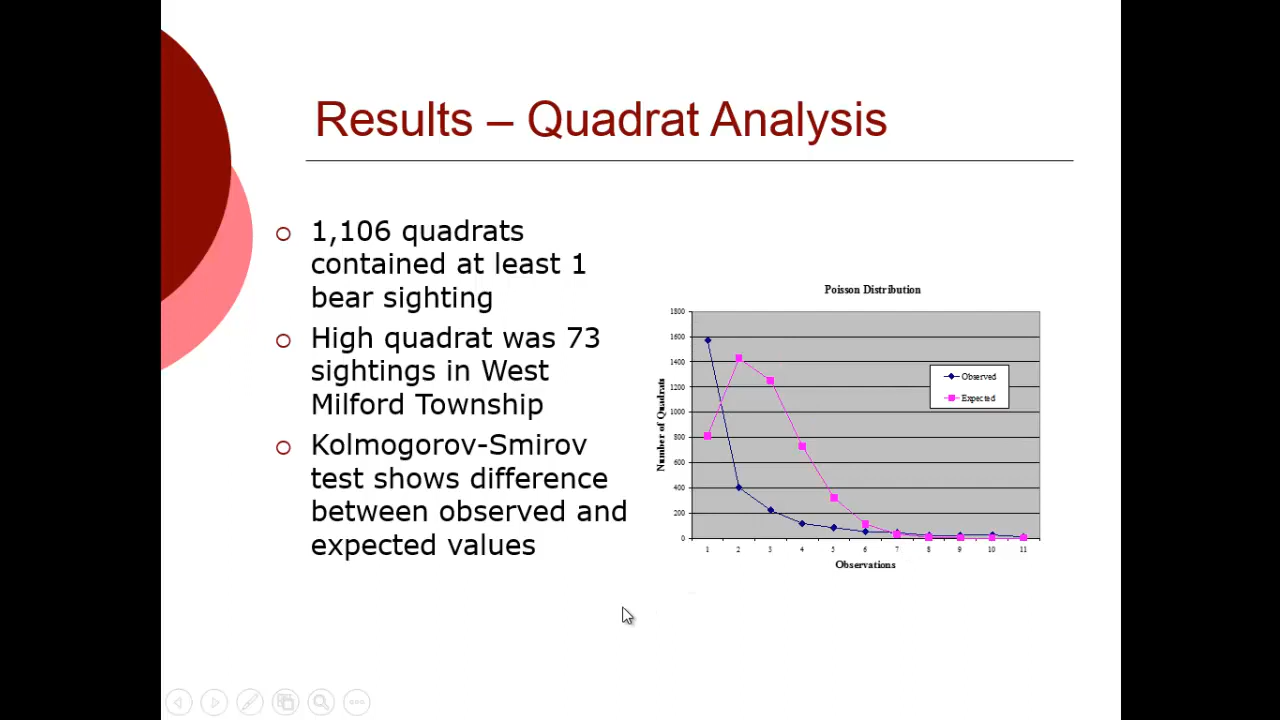 Results – Quadrat Analysis
1,106 quadrats
contained at least 1
bear sighting
High quadrat was 73
sightings in West
Milford Township
Kolmogorov-Smirov
test shows difference
between observed and
expected values
Poisson Distribution
Number of Quadrats
1800
1600
1400
1200
1000
800
600
400
200
0
Observed
Expected
1 2 3 4 5 6 7 8 9 10 11
Observations